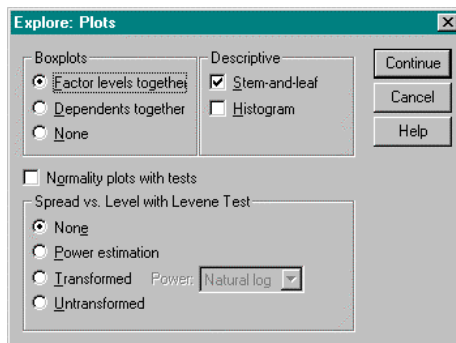 Explore: Plots
Boxplots
Factor levels together
Dependents together
None
Descriptive
Stem-and-leaf
Histogram
Continue
Cancel
Help
Normality plots with tests
Spread vs. Level with Levene Test
None
Power estimation
Transformed Power: Natural log
Untransformed